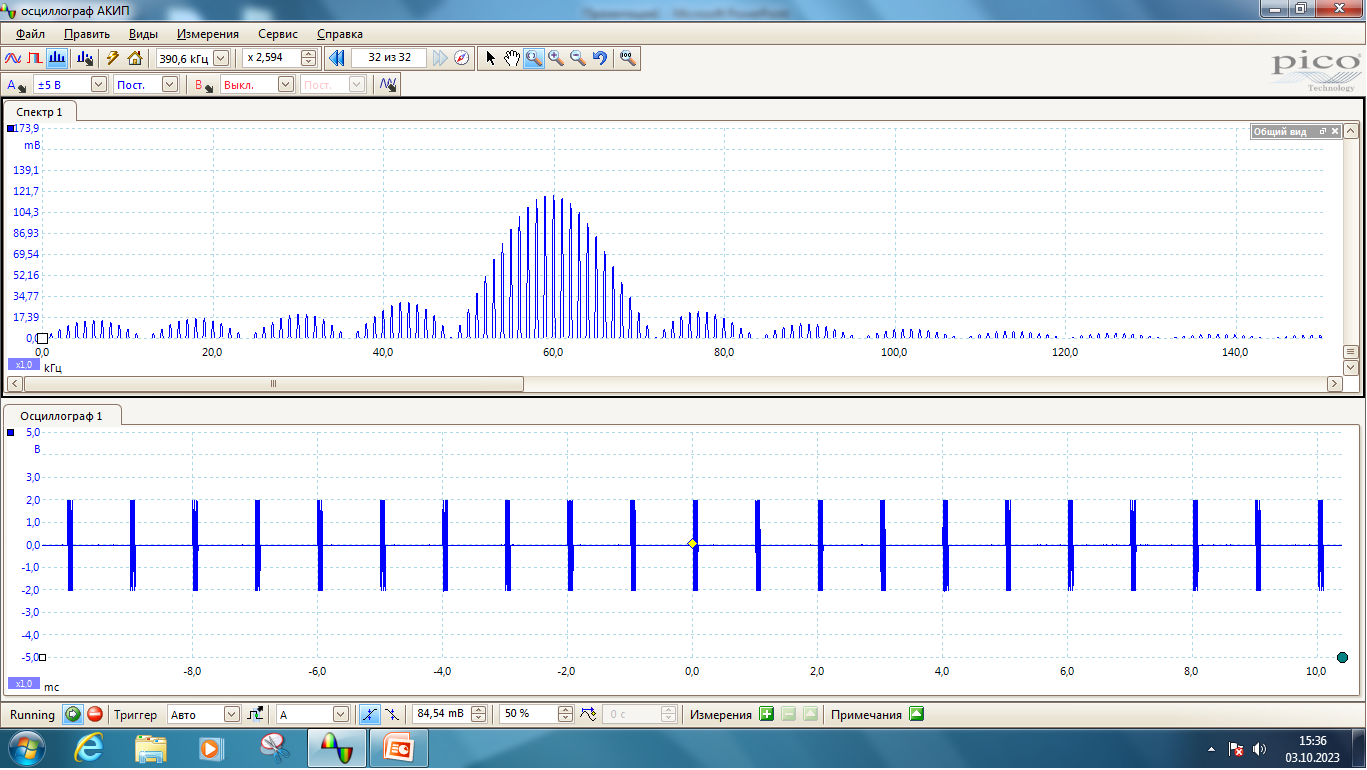 осциллограф АКИП
Презентация1 - Microsoft PowerPoint
Файл Править Виды Измерения Сервис Справка
390,6 кГц x 2,594 32 из 32
A ±5 В Пост. B Выкл. Пост.
pico
Technology
Спектр 1
Общий вид
173,9
mВ
139,1
121,7
104,3
86,93
69,54
52,16
34,77
17,39
0,0
0,0 20,0 40,0 60,0 80,0 100,0 120,0 140,0
x1,0
kГц
Осциллограф 1
5,0
В
3,0
2,0
1,0
0,0
-1,0
-2,0
-3,0
-4,0
-5,0
-8,0 -6,0 -4,0 -2,0 0,0 2,0 4,0 6,0 8,0 10,0
x1,0
mс
Running Триггер Авто A 84,54 mВ 50 % 0 с Измерения Примечания
15:36
03.10.2023